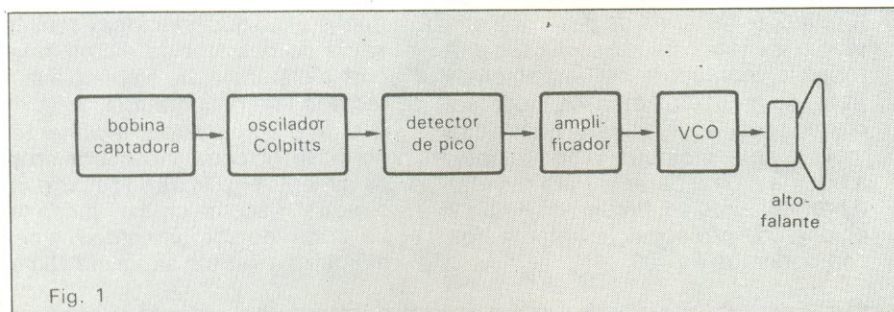 bobina
captadora
oscilador
Colpitts
detector
de pico
ampli-
ficador
VCO
alto-
falante
Fig. 1